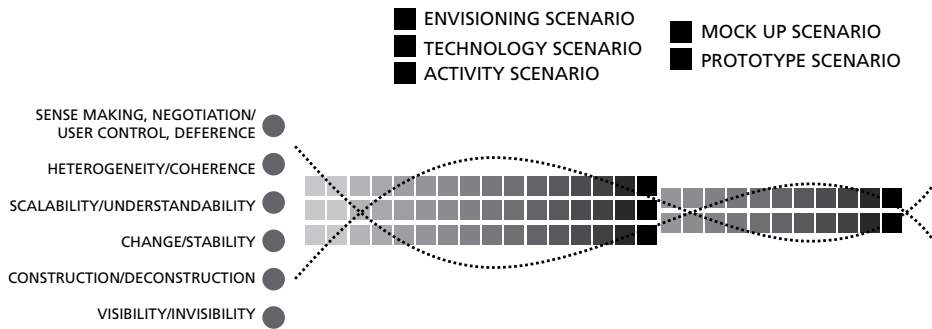 ENVISIONING SCENARIO
TECHNOLOGY SCENARIO
ACTIVITY SCENARIO
MOCK UP SCENARIO
PROTOTYPE SCENARIO
SENSE MAKING, NEGOTIATION/
USER CONTROL, DEFERENCE
HETEROGENEITY/COHERENCE
SCALABILITY/UNDERSTANDABILITY
CHANGE/STABILITY
CONSTRUCTION/DECONSTRUCTION
VISIBILITY/INVISIBILITY